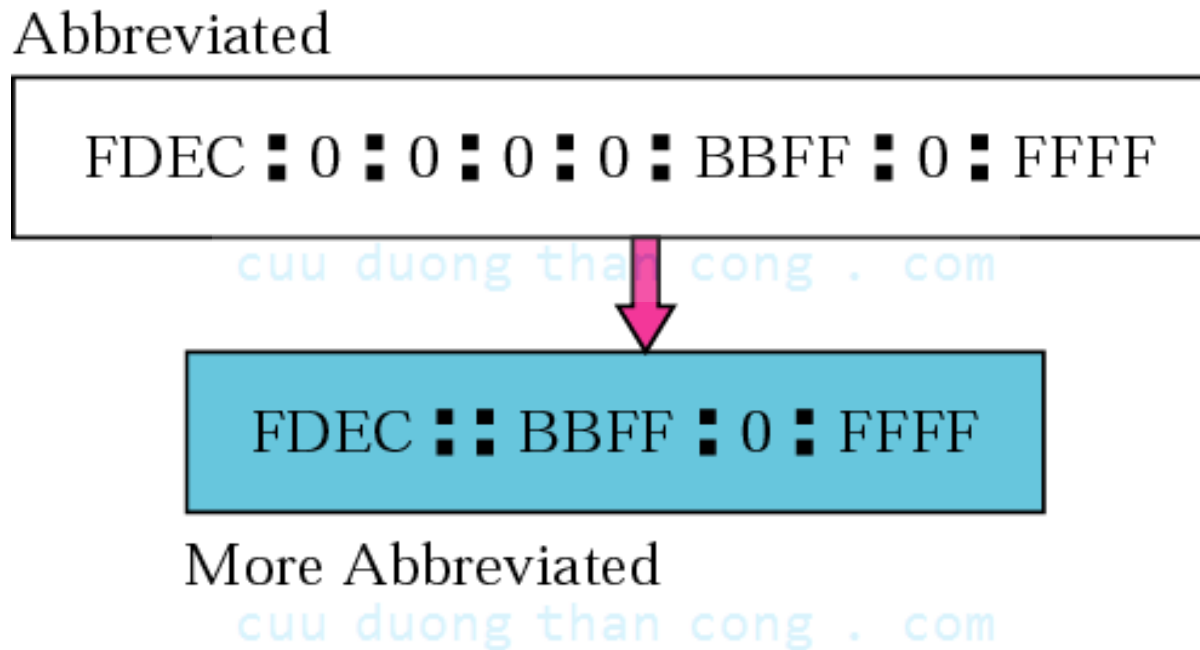 Abbreviated
FDEC : 0 : 0 : 0 : 0 : BBFF : 0 : FFFF
cuu duong than cong . com
FDEC : : BBFF : 0 : FFFF
More Abbreviated
cuu duong than cong . com